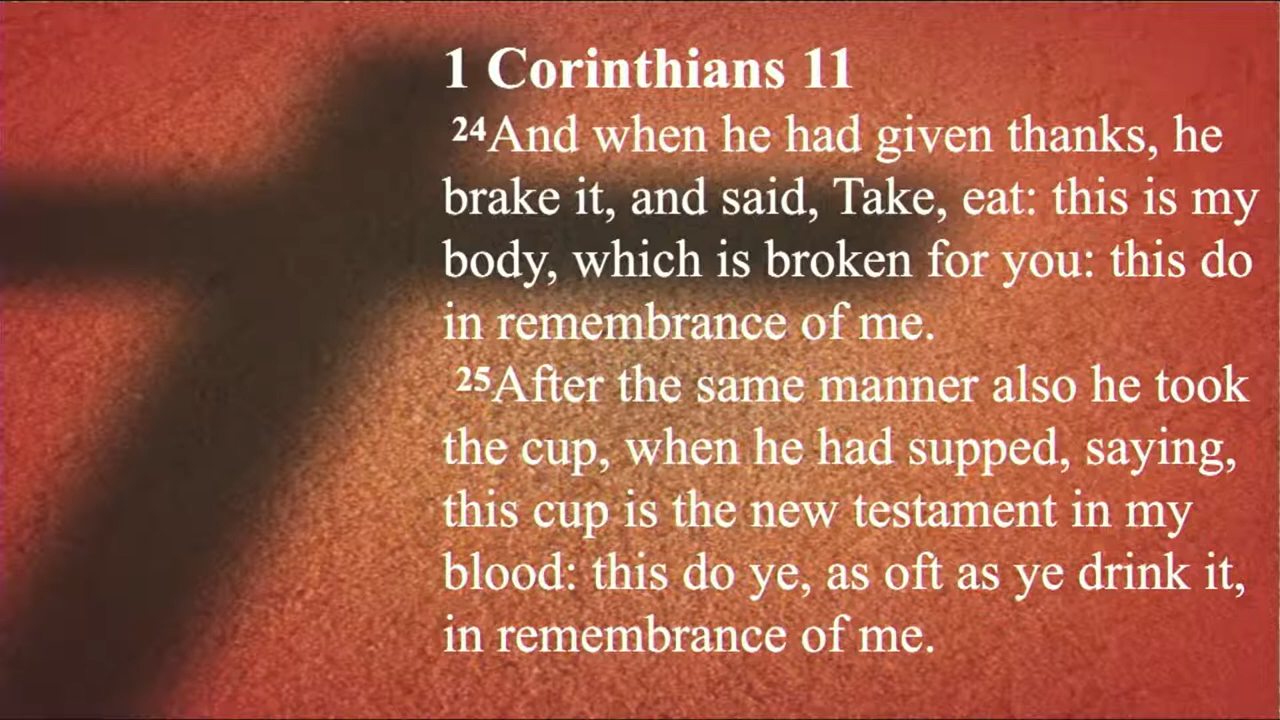 1 Corinthians 11
24And when he had given thanks, he
brake it, and said, Take, eat: this is my
body, which is broken for you: this do
in remembrance of me.
25After the same manner also he took
the cup, when he had supped, saying,
this cup is the new testament in my
blood: this do ye, as oft as ye drink it,
in remembrance of me.